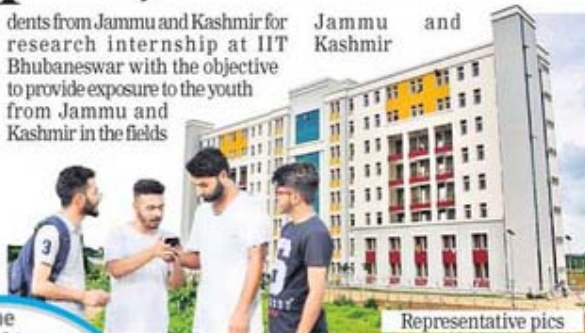 dents from Jammu and Kashmir for
research internship at IIT
Bhubaneswar with the objective
to provide exposure to the youth
from Jammu and
Kashmir in the fields
Jammu and
Kashmir
3
Representative pics